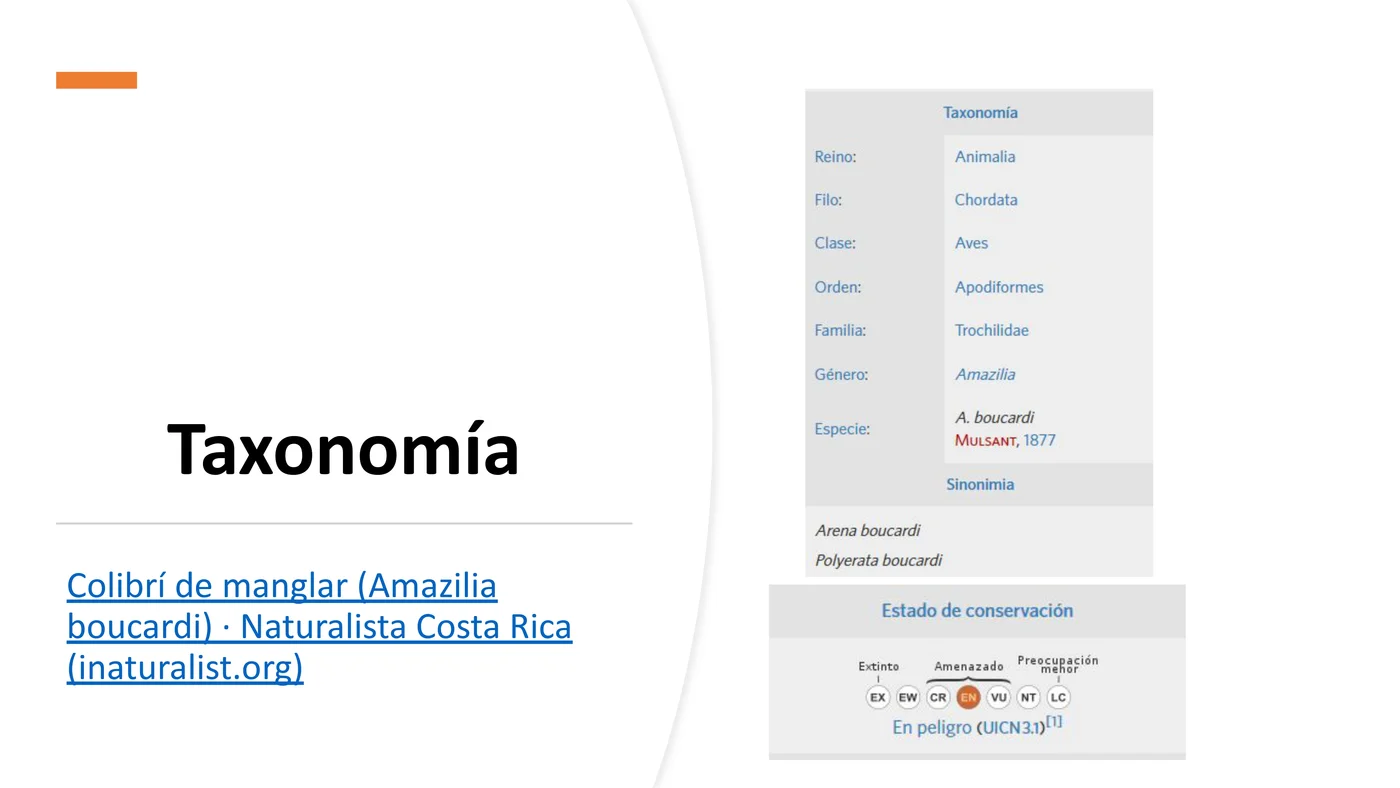 Taxonomía
Colibrí de manglar (Amazilia
boucardi) · Naturalista Costa Rica
(inaturalist.org)
Taxonomía
Reino: Animalia
Filo: Chordata
Clase: Aves
Orden: Apodiformes
Familia: Trochilidae
Género: Amazilia
Especie: A. boucardi
MULSANT, 1877
Sinonimia
Arena boucardi
Polyerata boucardi
Estado de conservación
Extinto Amenazado Preocupación
menor
EX EW CR EN VU NT LC
En peligro (UICN 3.1)[1]